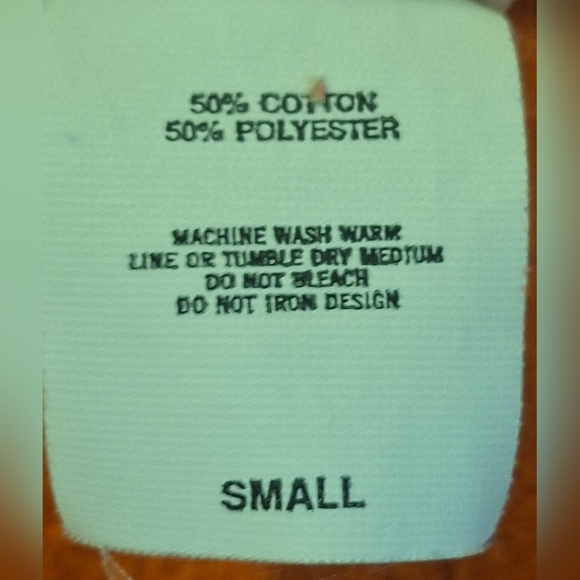 50% COTTON
50% POLYESTER
MACHINE WASH WARM
LINE OR TUMBLE DRY MEDIUM
DO NOT BLEACH
DO NOT IRON DESIGN
SMALL